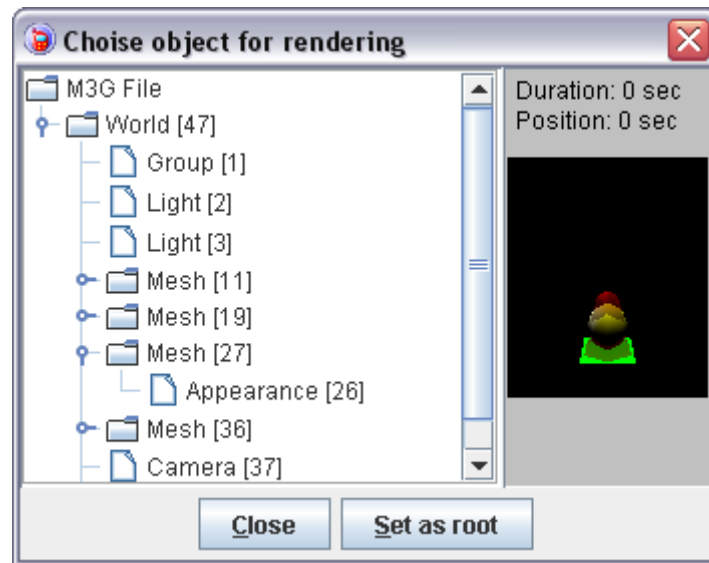 Choise object for rendering
M3G File
World [47]
Group [1]
Light [2]
Light [3]
Mesh [11]
Mesh [19]
Mesh [27]
Appearance [26]
Mesh [36]
Camera [37]
Duration: 0 sec
Position: 0 sec
Close
Set as root